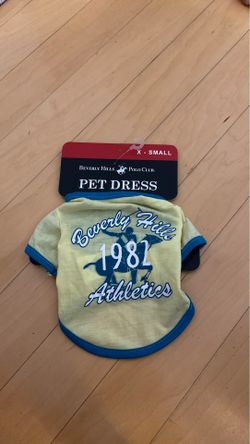 X - SMALL
BEVERLY HILLS POLO CLUB
PET DRESS
Beverly Hills
1982
Athletics